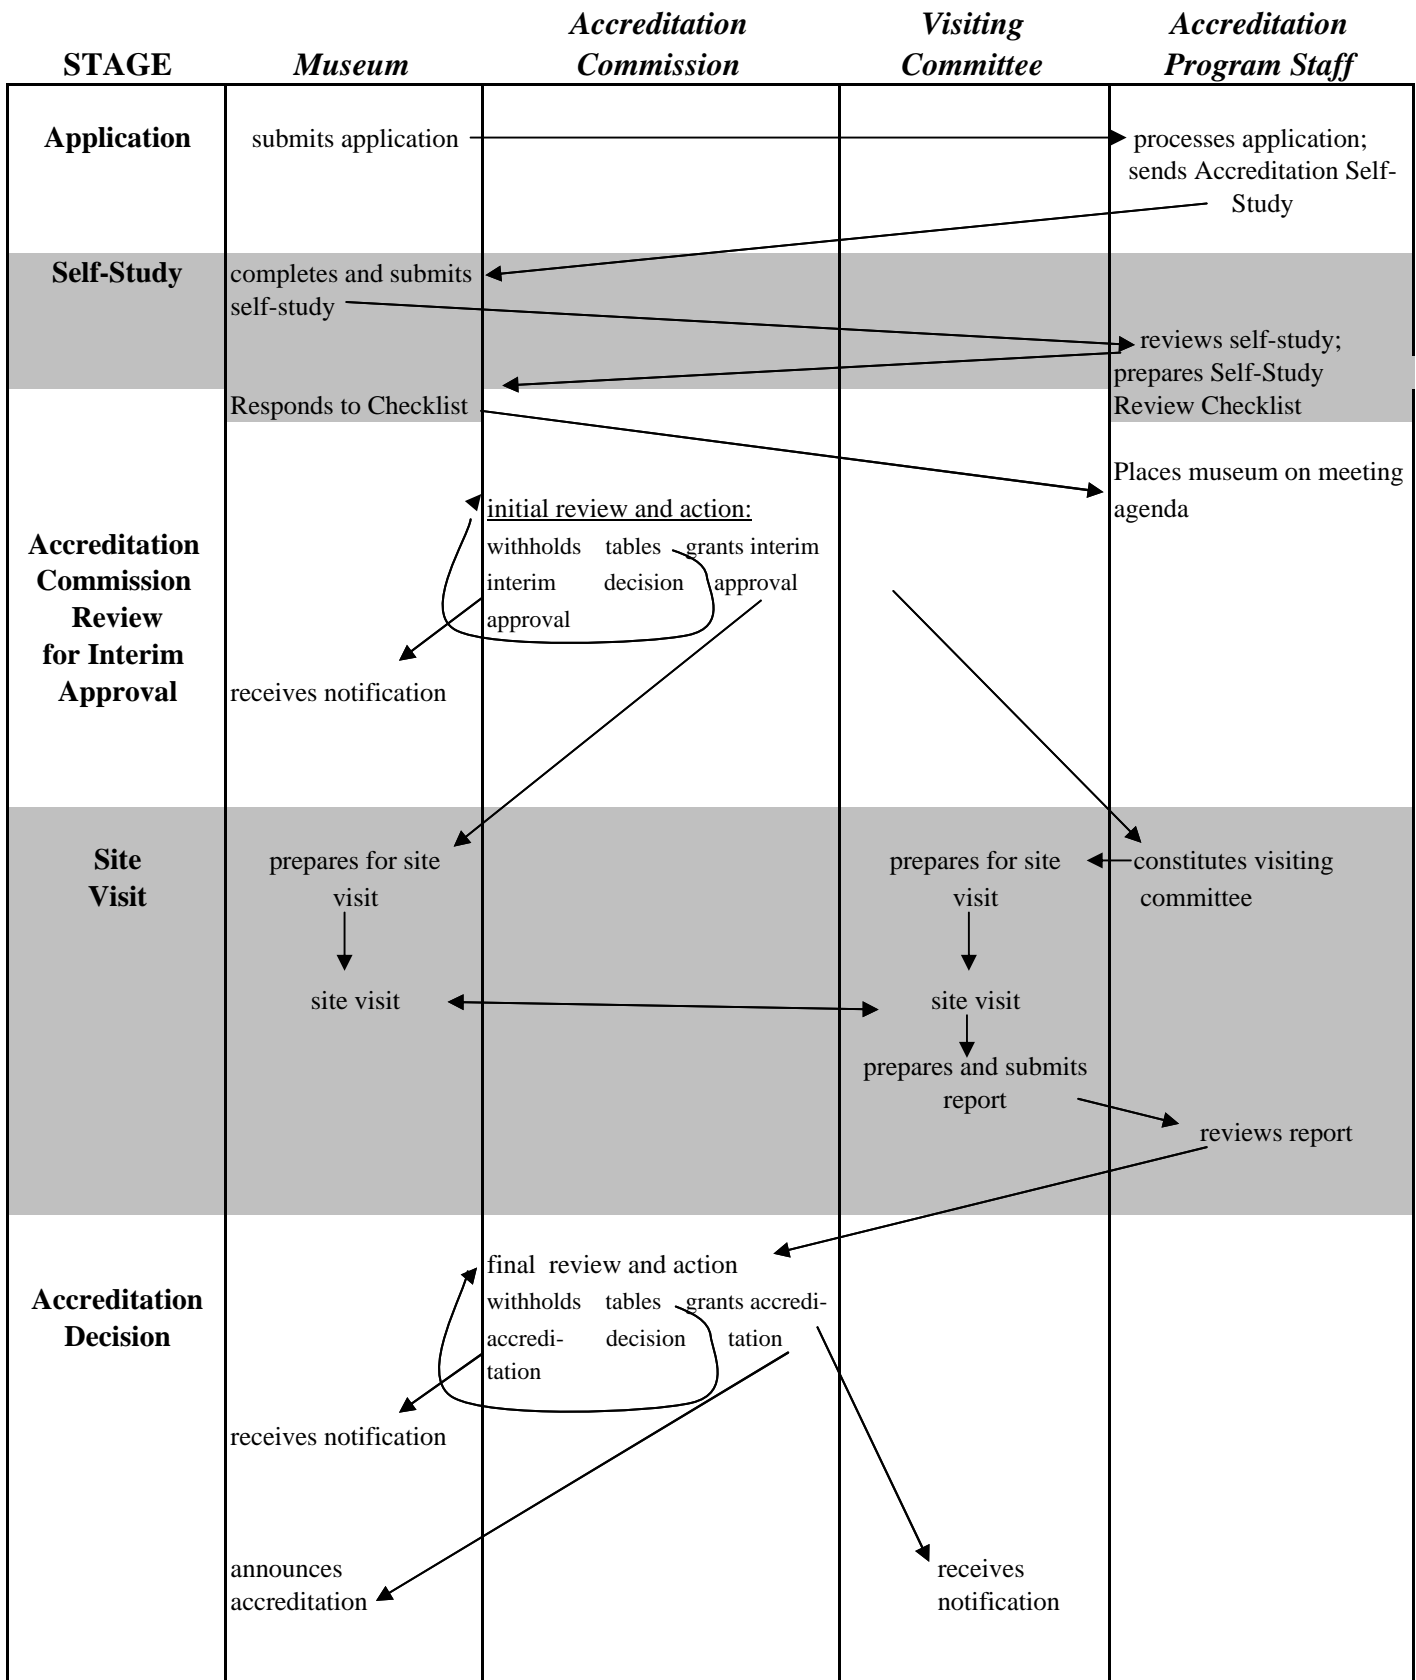 Accreditation Visiting Accreditation
STAGE Museum Commission Committee Program Staff
Application submits application processes application;
sends Accreditation Self-
Study
Self-Study completes and submits
self-study
reviews self-study;
prepares Self-Study
Responds to Checklist Review Checklist
Places museum on meeting
agenda
initial review and action:
Accreditation withholds tables grants interim
Commission interim decision approval
Review approval
for Interim
Approval receives notification
Site prepares for site prepares for site constitutes visiting
Visit visit visit committee
site visit site visit
prepares and submits
report
reviews report
final review and action
Accreditation withholds tables grants accredi-
Decision accredi- decision tation
tation
receives notification
announces receives
accreditation notification